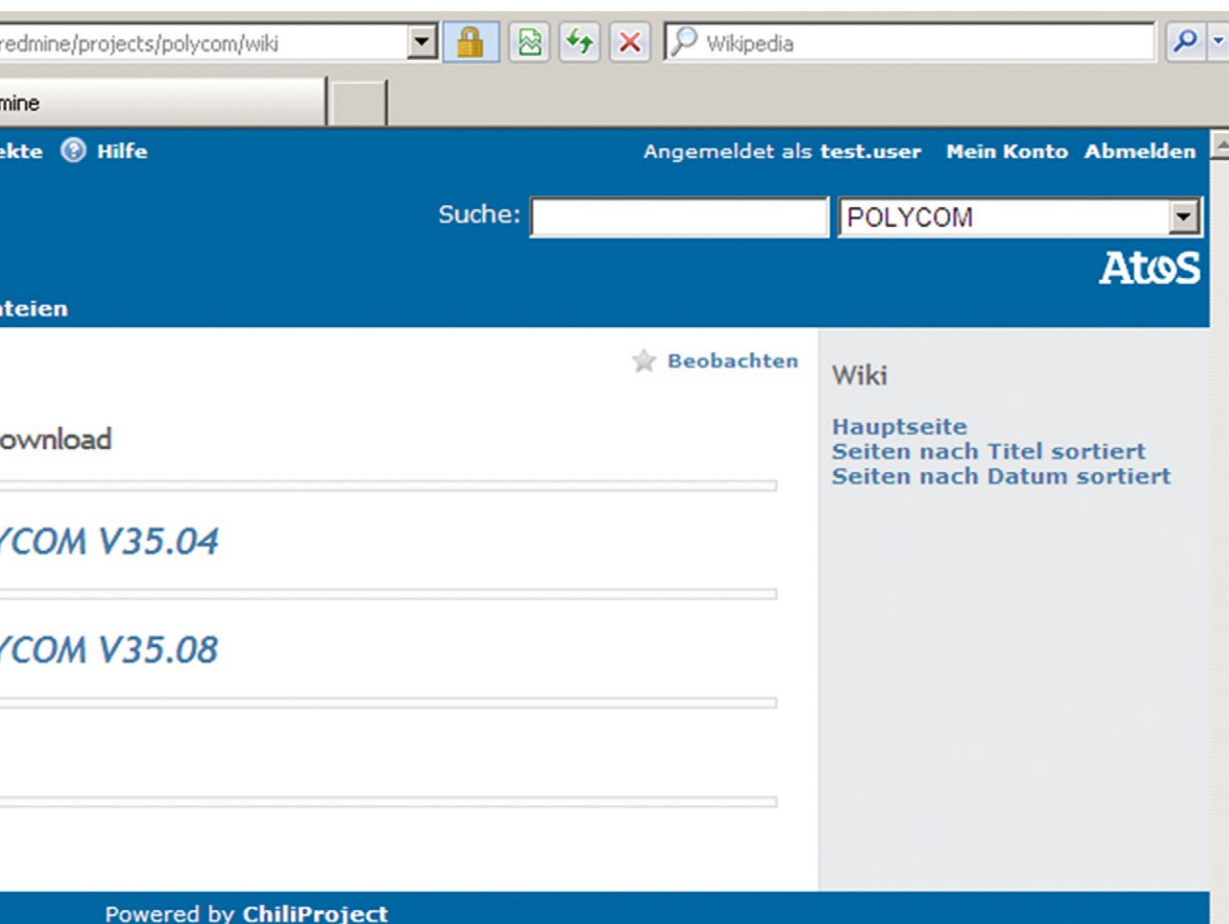 redmine/projects/polycom/wiki Wikipedia
mine
ekte Hilfe Angemeldet als test.user Mein Konto Abmelden
Suche: POLYCOM
AtoS
ateien
Beobachten
Wiki
Hauptseite
Seiten nach Titel sortiert
Seiten nach Datum sortiert
ownload
YCOM V35.04
YCOM V35.08
Powered by ChiliProject